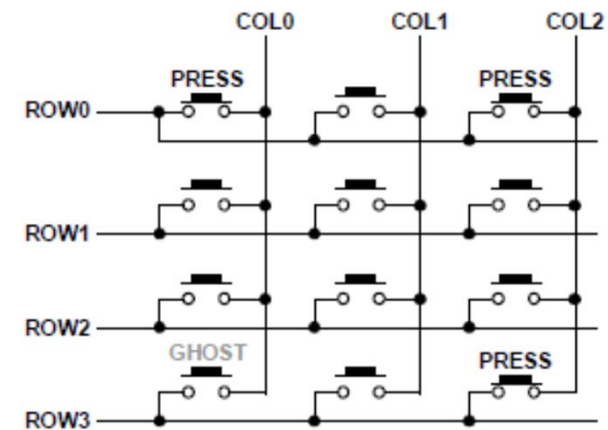 COL0 COL1 COL2
PRESS PRESS
ROW0
ROW1
ROW2
GHOST PRESS
ROW3